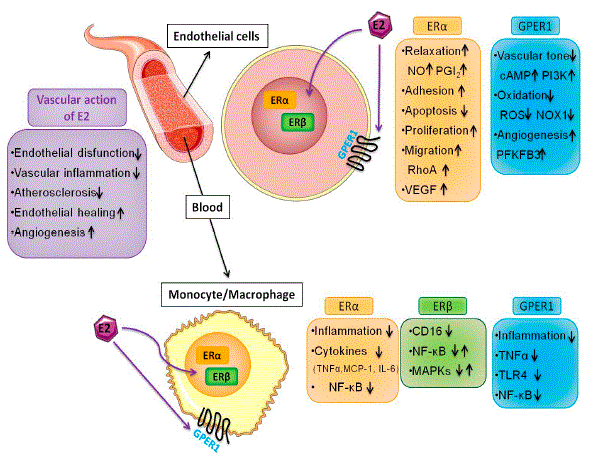 Endothelial cells
E2
ERα
ERβ
GPER1
Vascular action
of E2
•Endothelial disfunction↓
•Vascular inflammation↓
•Atherosclerosis↓
•Endothelial healing↑
•Angiogenesis↑
Blood
ERα
•Relaxation↑
NO↑ PGI₂↑
•Adhesion↑
•Apoptosis↓
•Proliferation↑
•Migration↑
RhoA↑
•VEGF↑
GPER1
•Vascular tone↓
cAMP↑ PI3K↑
•Oxidation↓
ROS↓ NOX1↓
•Angiogenesis↑
PFKFB3↑
Monocyte/Macrophage
E2
ERα
ERβ
GPER1
ERα
•Inflammation↓
•Cytokines↓
(TNFα,MCP-1, IL-6)
• NF-κB↓
ERβ
•CD16↓
•NF-κB↓↑
•MAPKs↓↑
GPER1
•Inflammation↓
•TNFα↓
•TLR4↓
•NF-κB↓